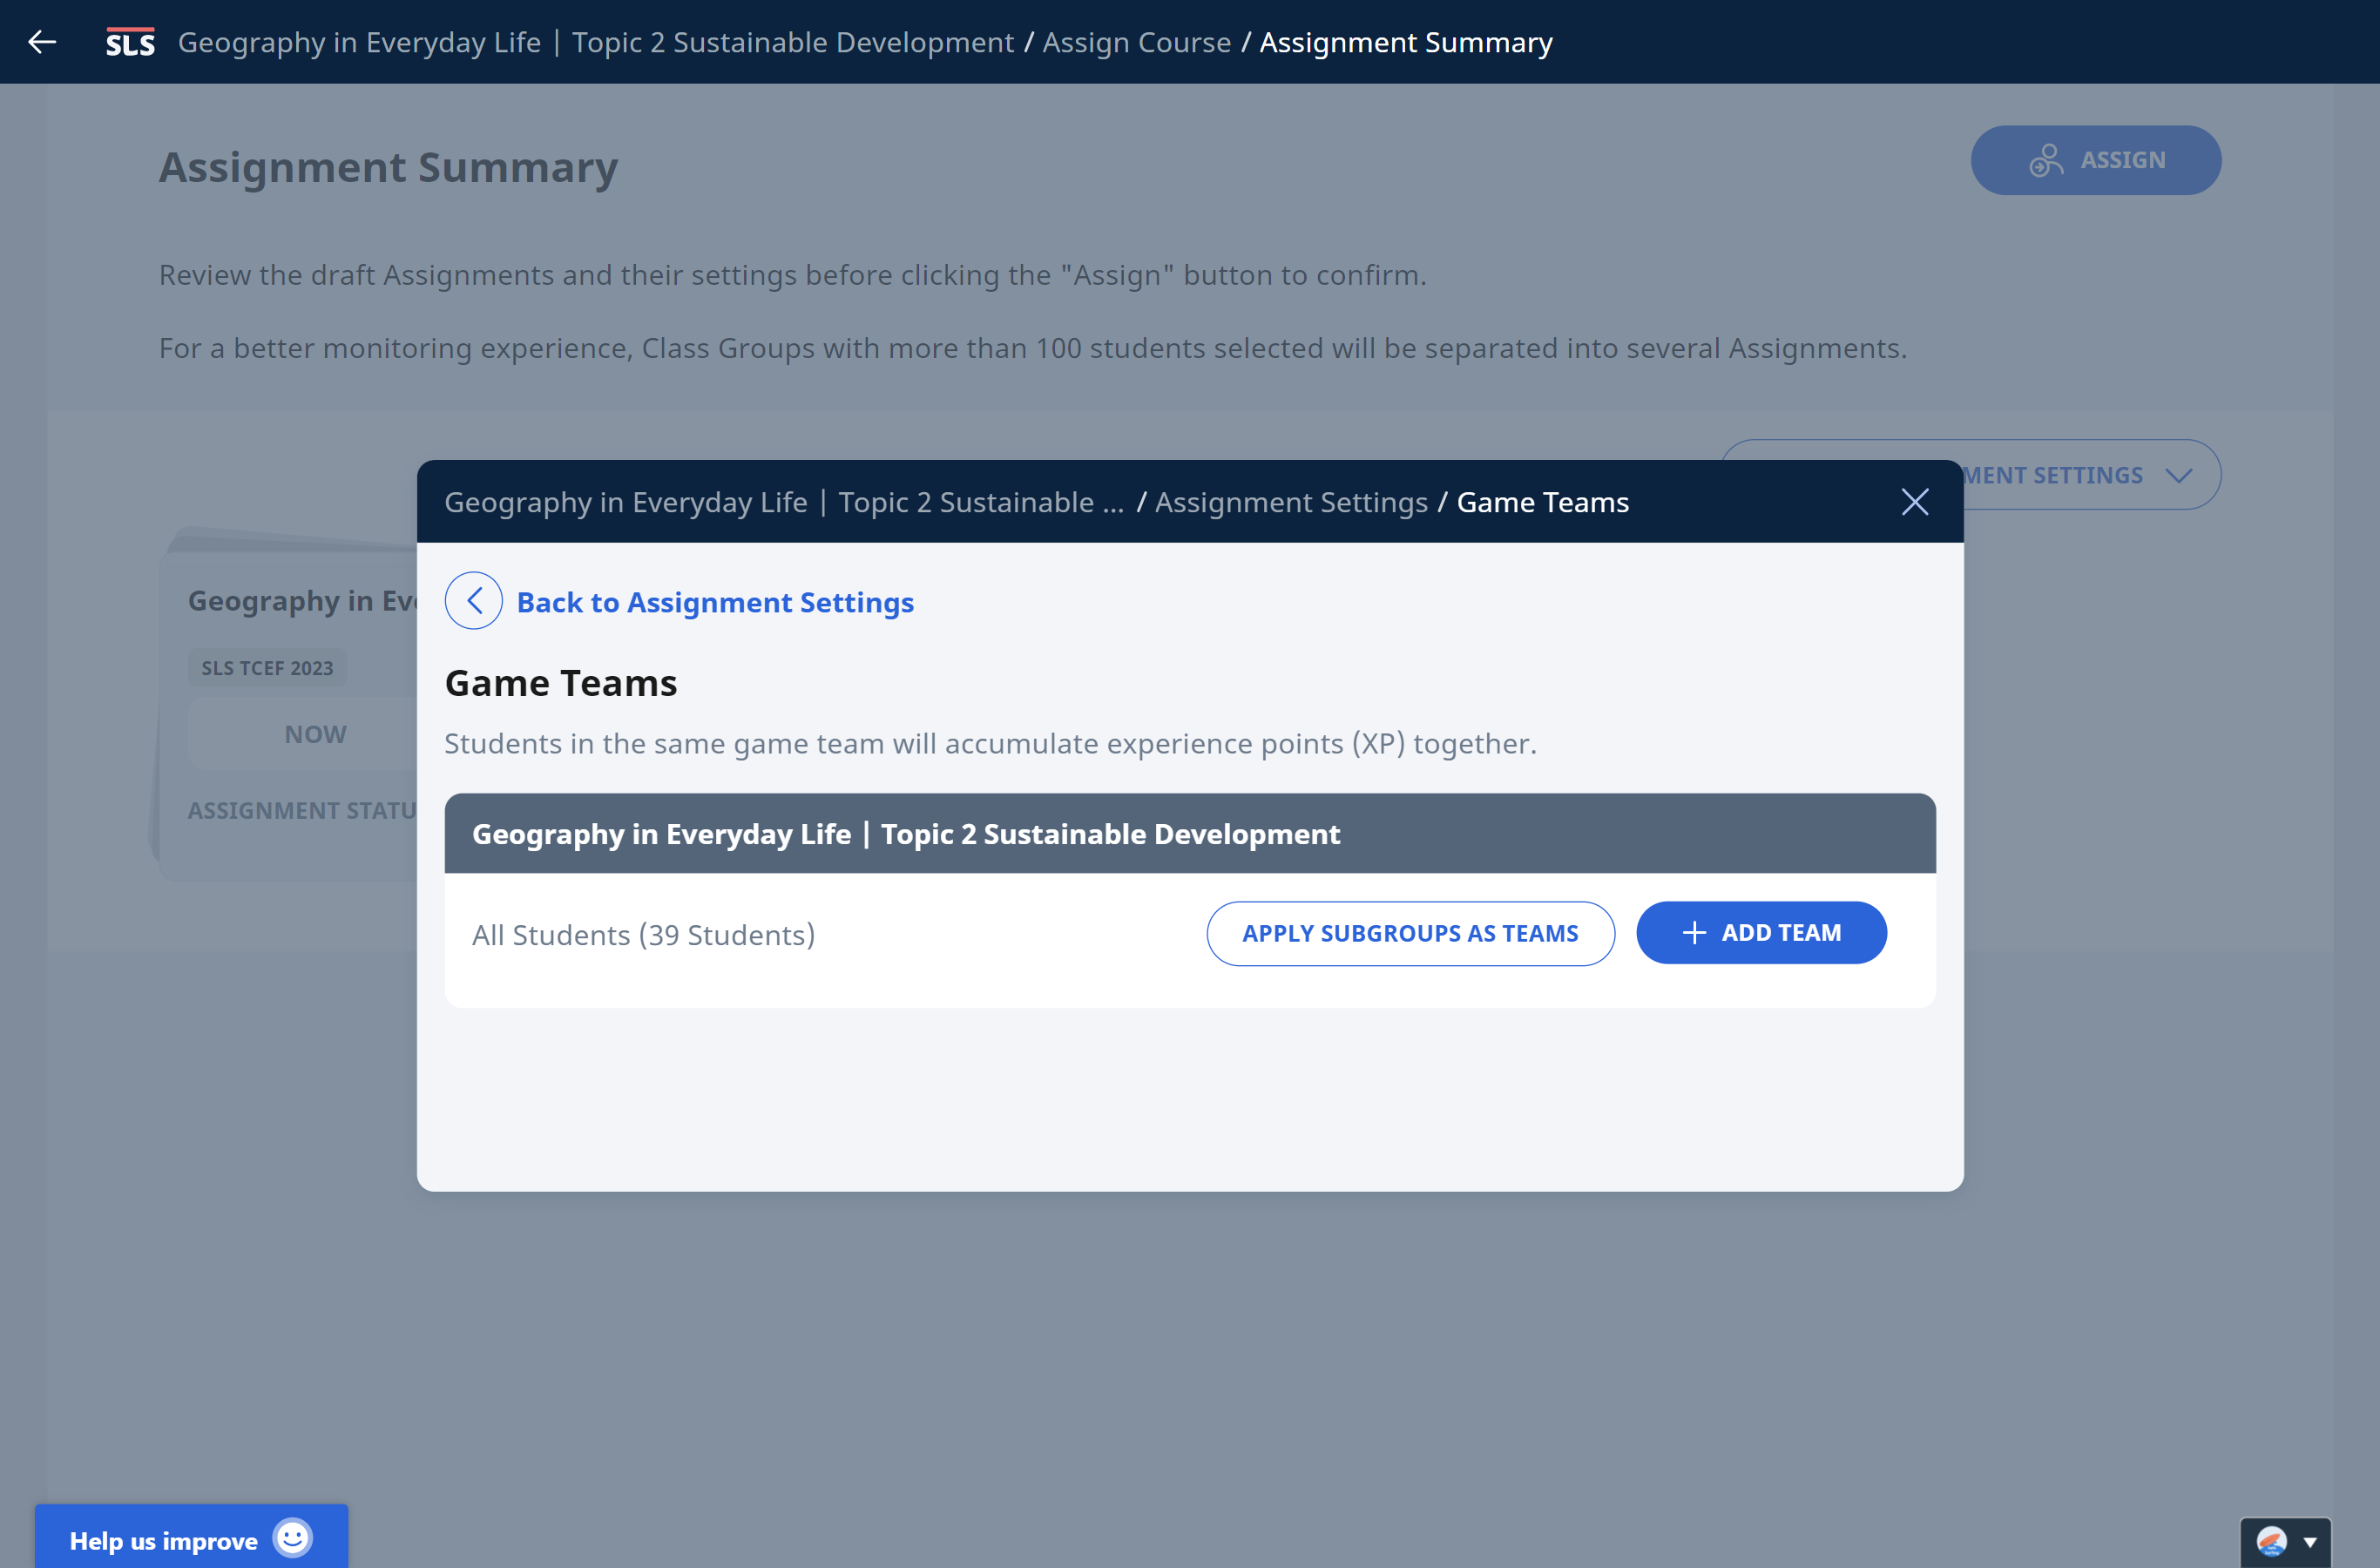 SLS Geography in Everyday Life | Topic 2 Sustainable Development / Assign Course / Assignment Summary
Assignment Summary
ASSIGN
Review the draft Assignments and their settings before clicking the "Assign" button to confirm.
For a better monitoring experience, Class Groups with more than 100 students selected will be separated into several Assignments.
MENT SETTINGS
Geography in Everyday Life | Topic 2 Sustainable ... / Assignment Settings / Game Teams
Back to Assignment Settings
Geography in Eve
SLS TCEF 2023
NOW
ASSIGNMENT STATU
Game Teams
Students in the same game team will accumulate experience points (XP) together.
Geography in Everyday Life | Topic 2 Sustainable Development
All Students (39 Students)
APPLY SUBGROUPS AS TEAMS
ADD TEAM
Help us improve